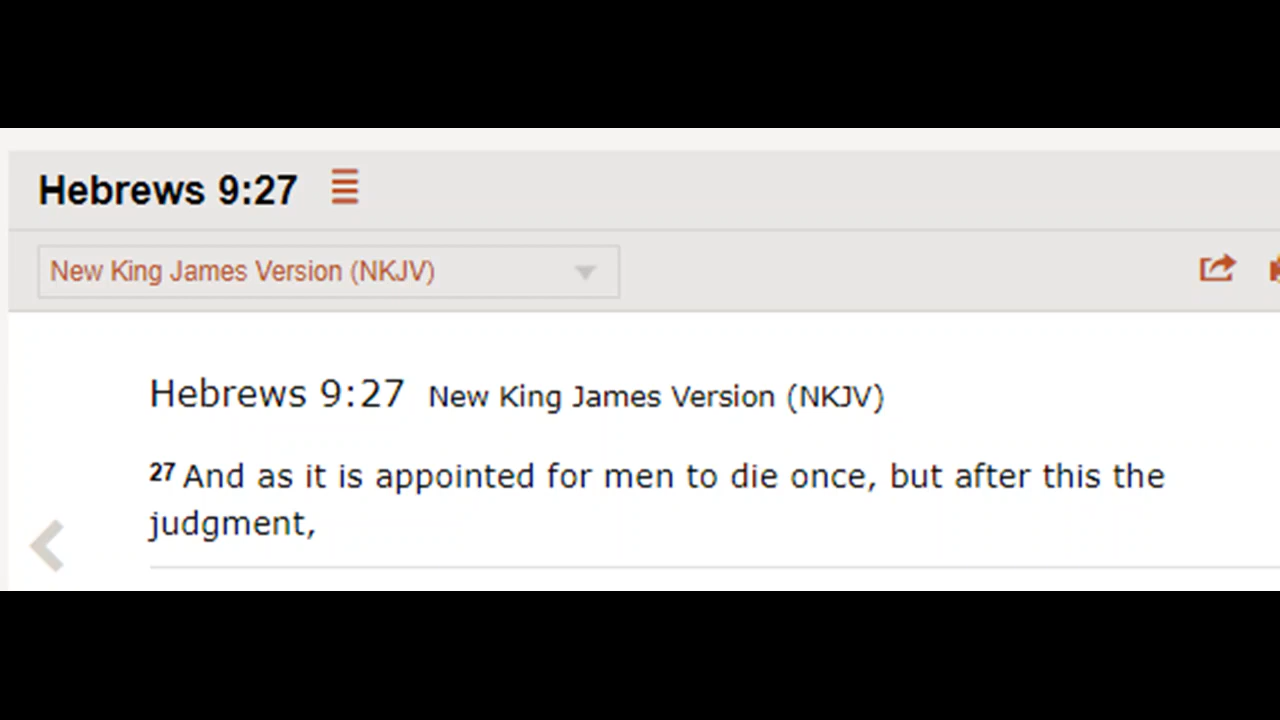 Hebrews 9:27
New King James Version (NKJV)
Hebrews 9:27 New King James Version (NKJV)
27 And as it is appointed for men to die once, but after this the
judgment,